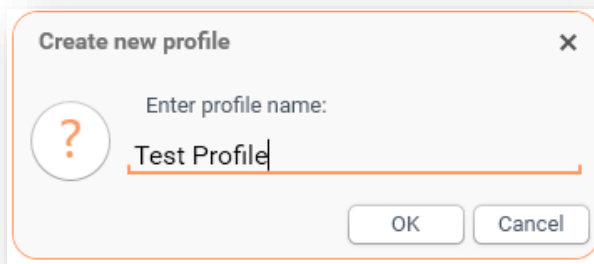 Create new profile
Enter profile name:
?
Test Profile
OK
Cancel